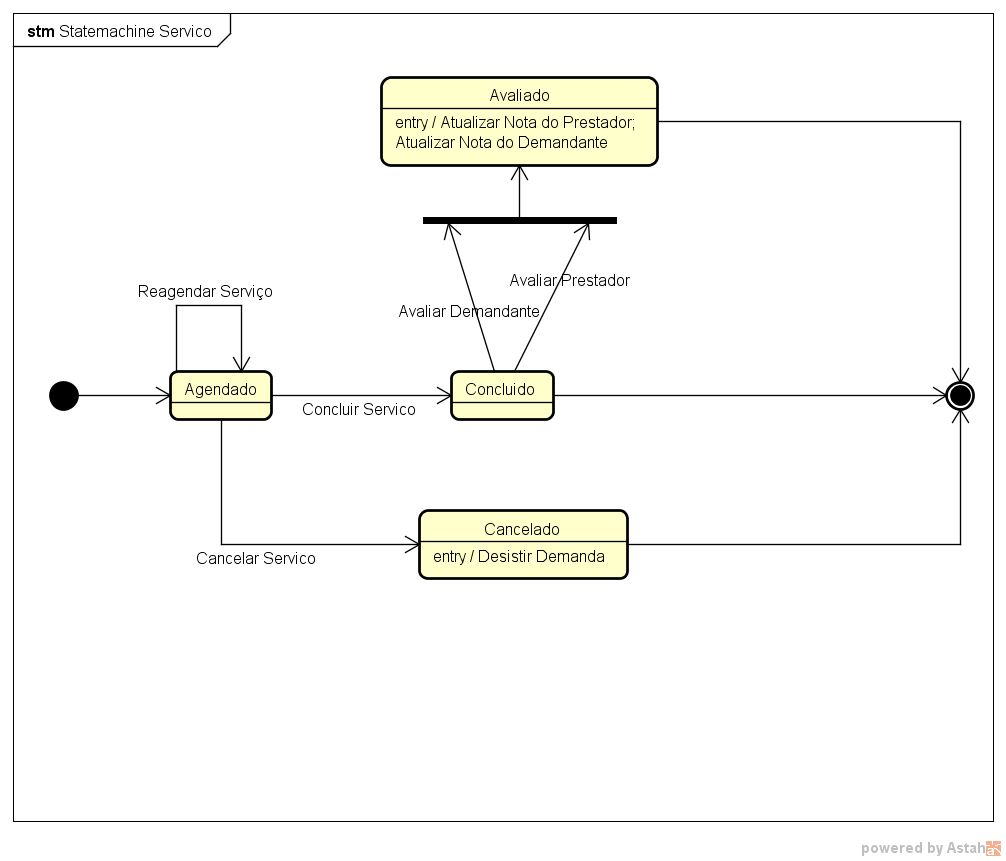 stm Statemachine Servico
Avaliado
entry / Atualizar Nota do Prestador;
Atualizar Nota do Demandante
Avaliar Prestador
Reagendar Serviço
Avaliar Demandante
Agendado
Concluido
Concluir Servico
Cancelado
entry / Desistir Demanda
Cancelar Servico
powered by Astah